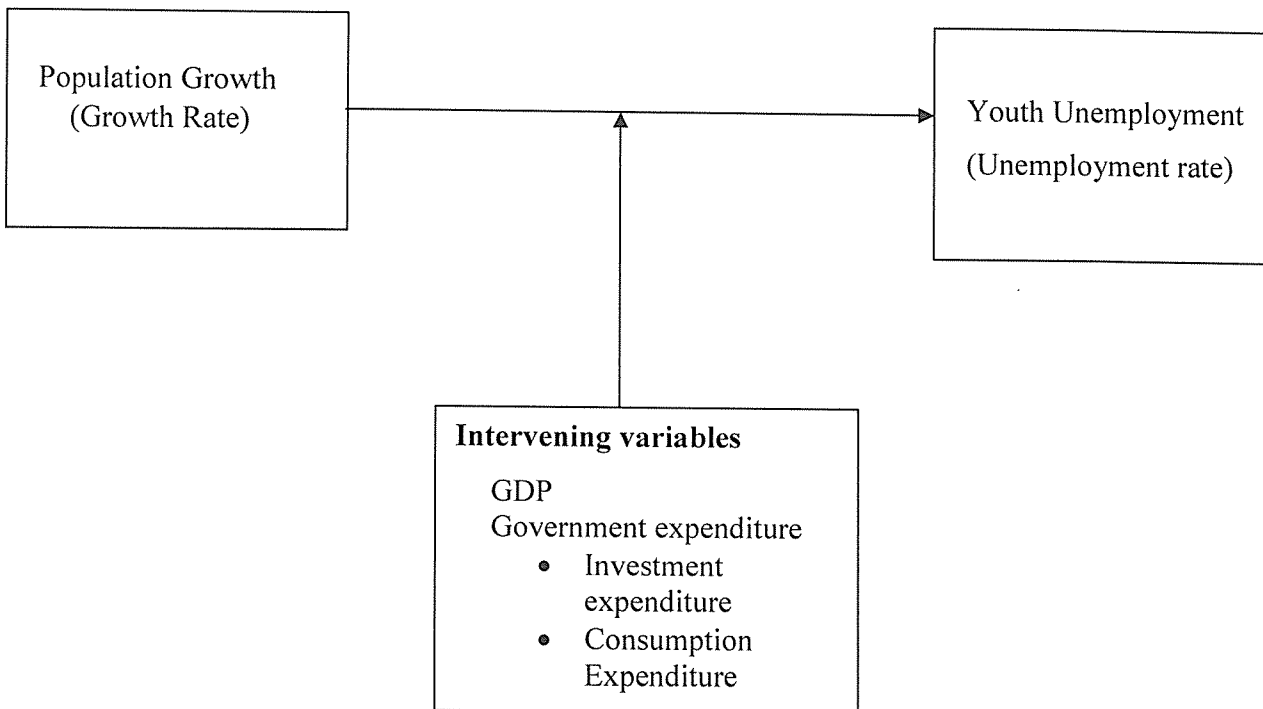 Population Growth
(Growth Rate)
Youth Unemployment
(Unemployment rate)
Intervening variables
GDP
Government expenditure
• Investment
expenditure
• Consumption
Expenditure